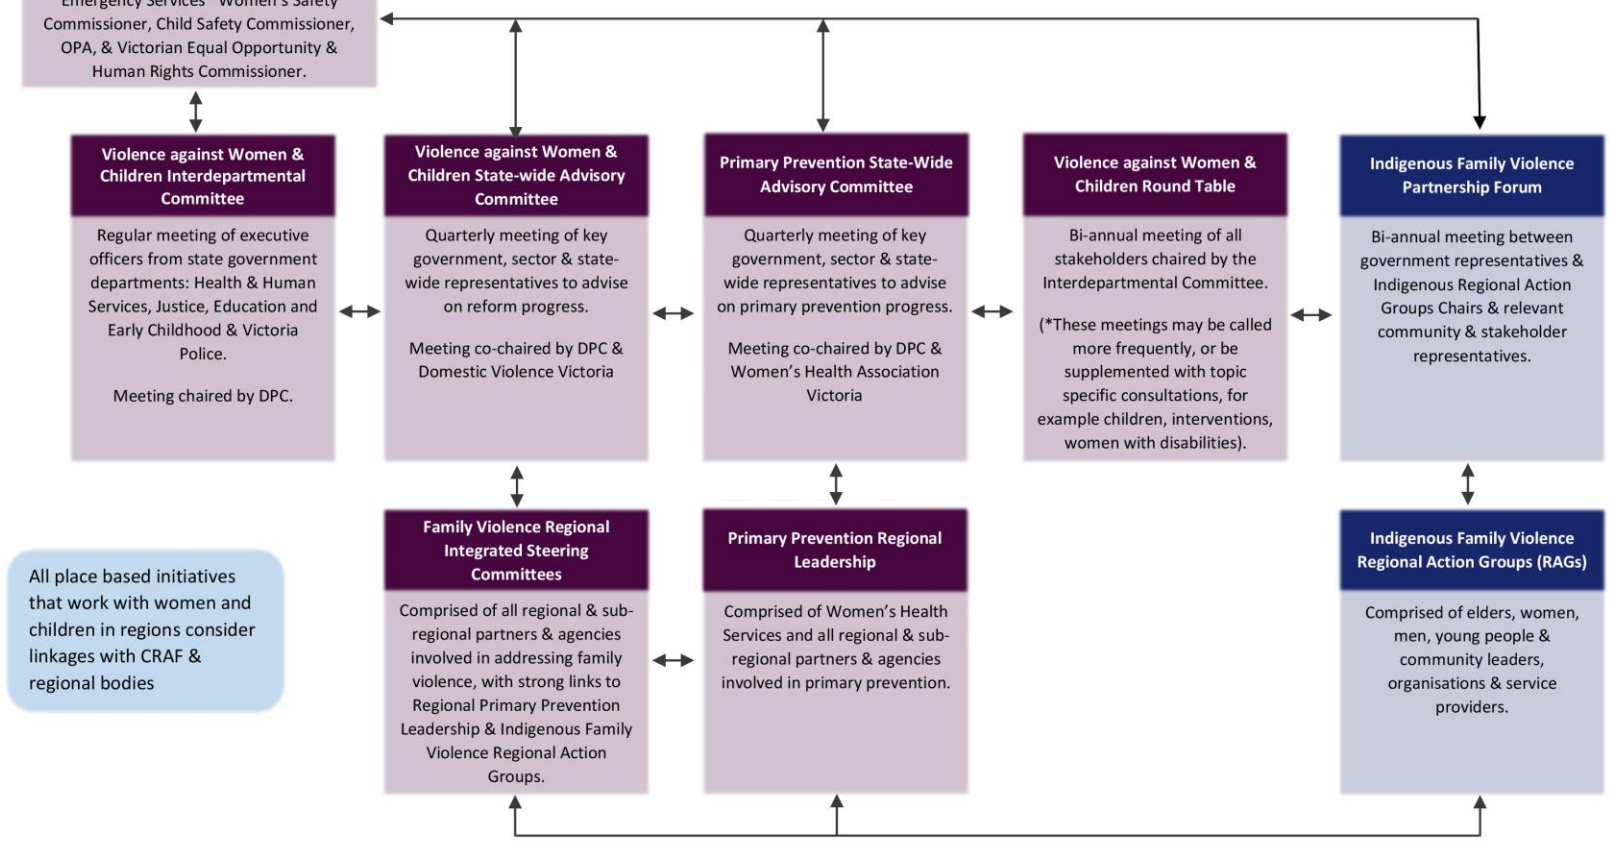 Emergency Services Women's Safety
Commissioner, Child Safety Commissioner,
OPA, & Victorian Equal Opportunity &
Human Rights Commissioner.
Violence against Women &
Children Interdepartmental
Committee
Regular meeting of executive
officers from state government
departments: Health & Human
Services, Justice, Education and
Early Childhood & Victoria
Police.
Meeting chaired by DPC.
Violence against Women &
Children State-wide Advisory
Committee
Quarterly meeting of key
government, sector & state-
wide representatives to advise
on reform progress.
Meeting co-chaired by DPC &
Domestic Violence Victoria
Primary Prevention State-Wide
Advisory Committee
Quarterly meeting of key
government, sector & state-
wide representatives to advise
on primary prevention progress.
Meeting co-chaired by DPC &
Women's Health Association
Victoria
Violence against Women &
Children Round Table
Bi-annual meeting of all
stakeholders chaired by the
Interdepartmental Committee.
(*These meetings may be called
more frequently, or be
supplemented with topic
specific consultations, for
example children, interventions,
women with disabilities).
Indigenous Family Violence
Partnership Forum
Bi-annual meeting between
government representatives &
Indigenous Regional Action
Groups Chairs & relevant
community & stakeholder
representatives.
All place based initiatives
that work with women and
children in regions consider
linkages with CRAF &
regional bodies
Family Violence Regional
Integrated Steering
Committees
Comprised of all regional & sub-
regional partners & agencies
involved in addressing family
violence, with strong links to
Regional Primary Prevention
Leadership & Indigenous Family
Violence Regional Action
Groups.
Primary Prevention Regional
Leadership
Comprised of Women's Health
Services and all regional & sub-
regional partners & agencies
involved in primary prevention.
Indigenous Family Violence
Regional Action Groups (RAGs)
Comprised of elders, women,
men, young people &
community leaders,
organisations & service
providers.